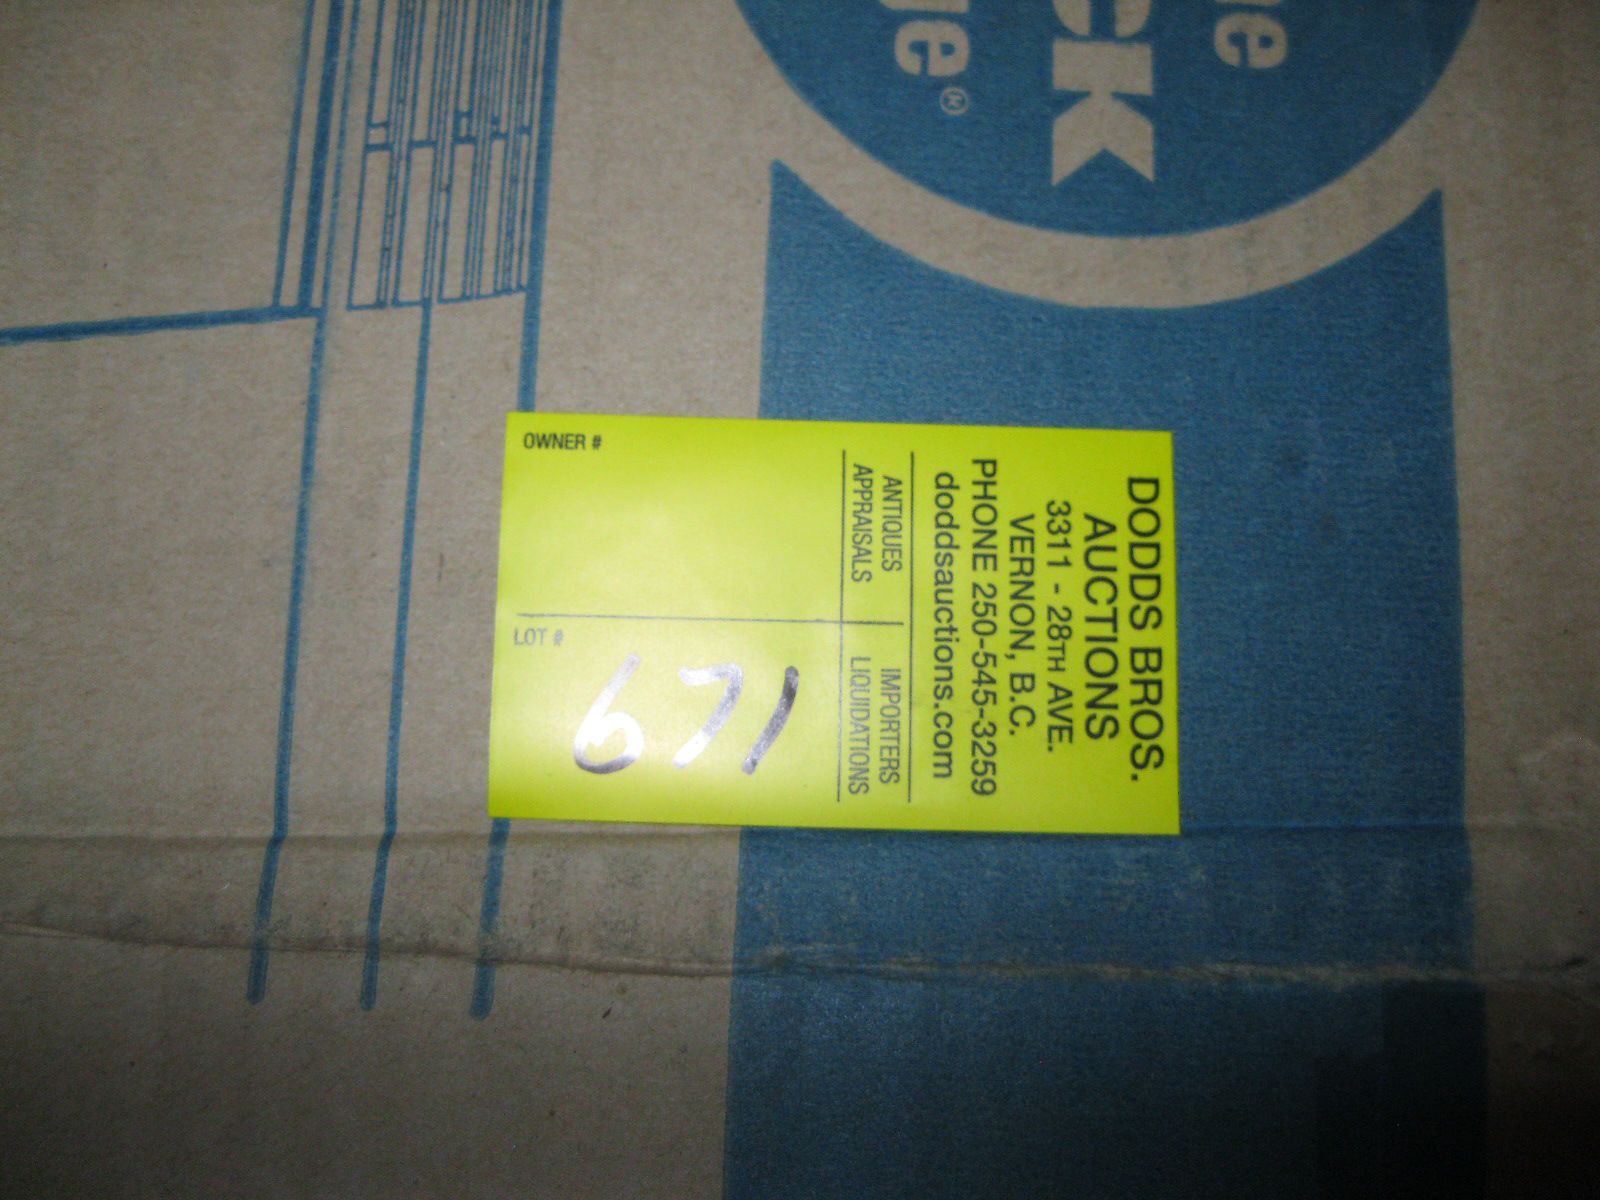 DODDS BROS.
AUCTIONS
3311 - 28TH AVE.
VERNON, B.C.
PHONE 250-545-3259
doddsauctions.com
ANTIQUES
APPRAISALS
IMPORTERS
LIQUIDATIONS
OWNER #
LOT #
671